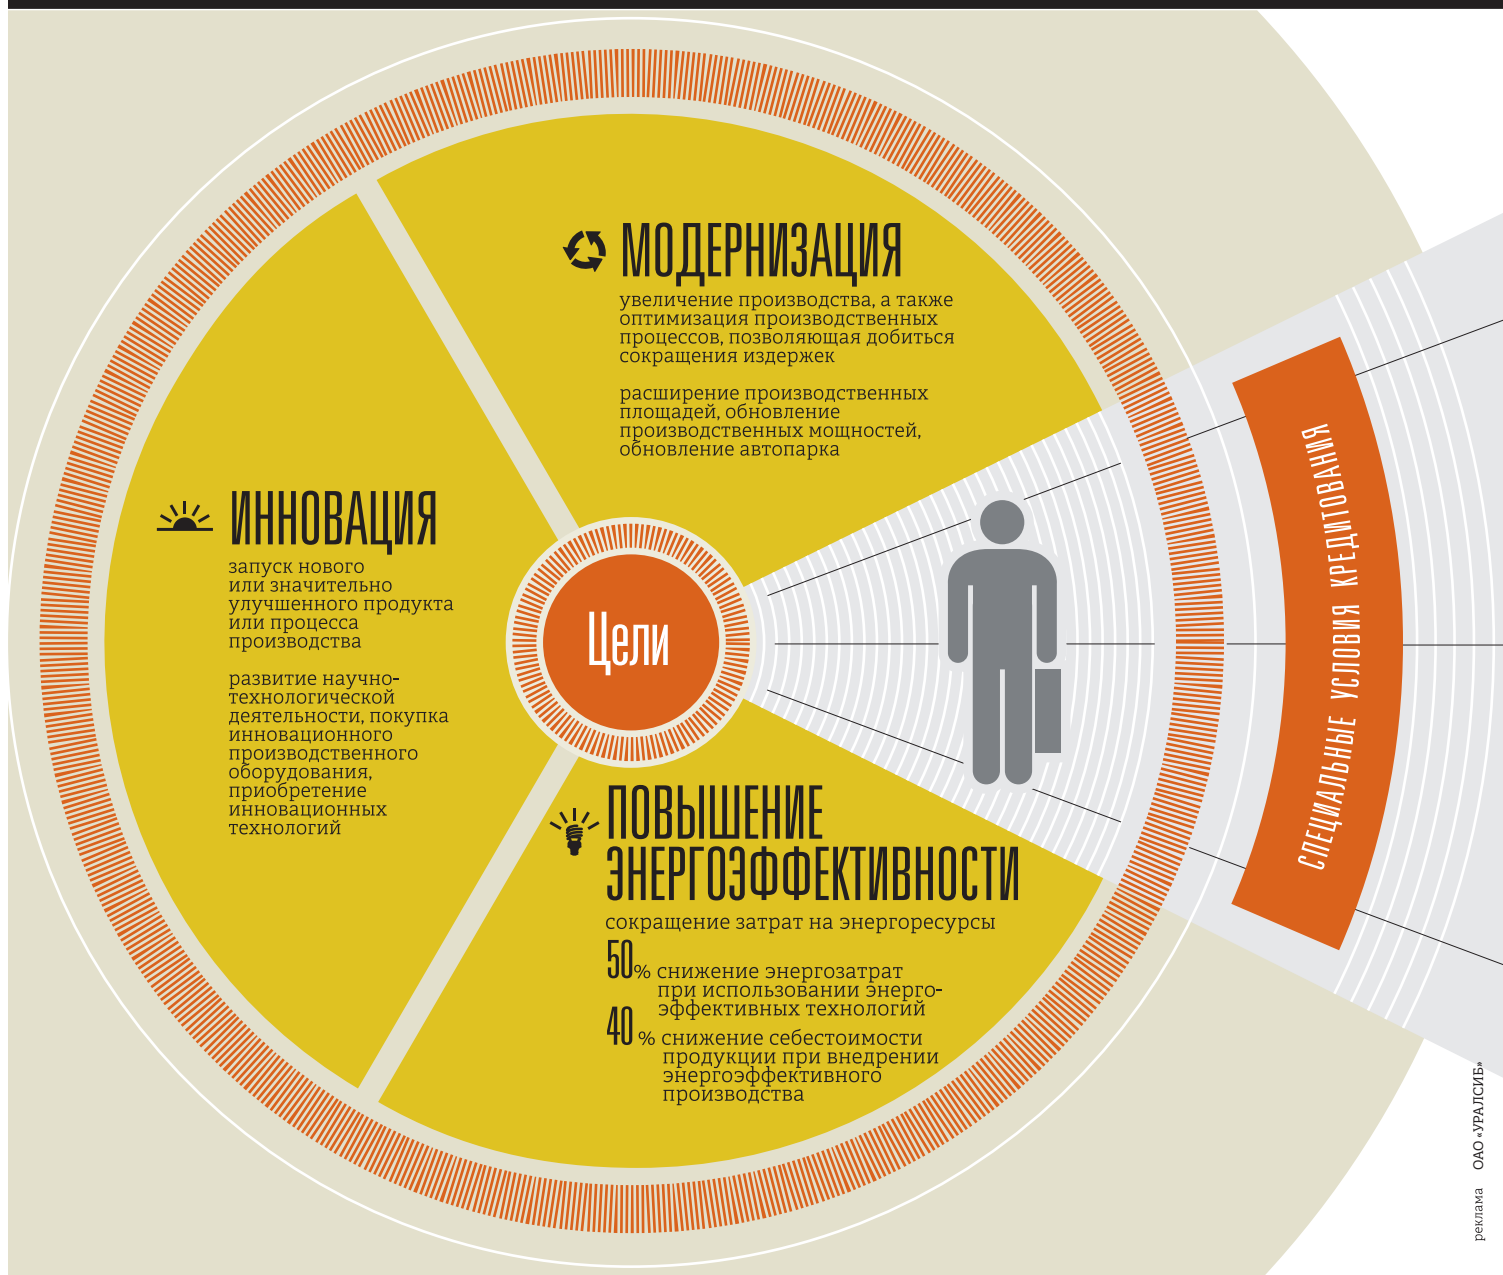 МОДЕРНИЗАЦИЯ
увеличение производства, а также
оптимизация производственных
процессов, позволяющая добиться
сокращения издержек
расширение производственных
площадей, обновление
производственных мощностей,
обновление автопарка
ИННОВАЦИЯ
запуск нового
или значительно
улучшенного продукта
или процесса
производства
развитие научно-
технологической
деятельности, покупка
инновационного
производственного
оборудования,
приобретение
инновационных
технологий
Цели
ПОВЫШЕНИЕ
ЭНЕРГОЭФФЕКТИВНОСТИ
сокращение затрат на энергоресурсы
50% снижение энергозатрат
при использовании энерго-
эффективных технологий
40% снижение себестоимости
продукции при внедрении
энергоэффективного
производства
СПЕЦИАЛЬНЫЕ УСЛОВИЯ КРЕДИТОВАНИЯ
реклама ОАО «УРАЛСИБ»